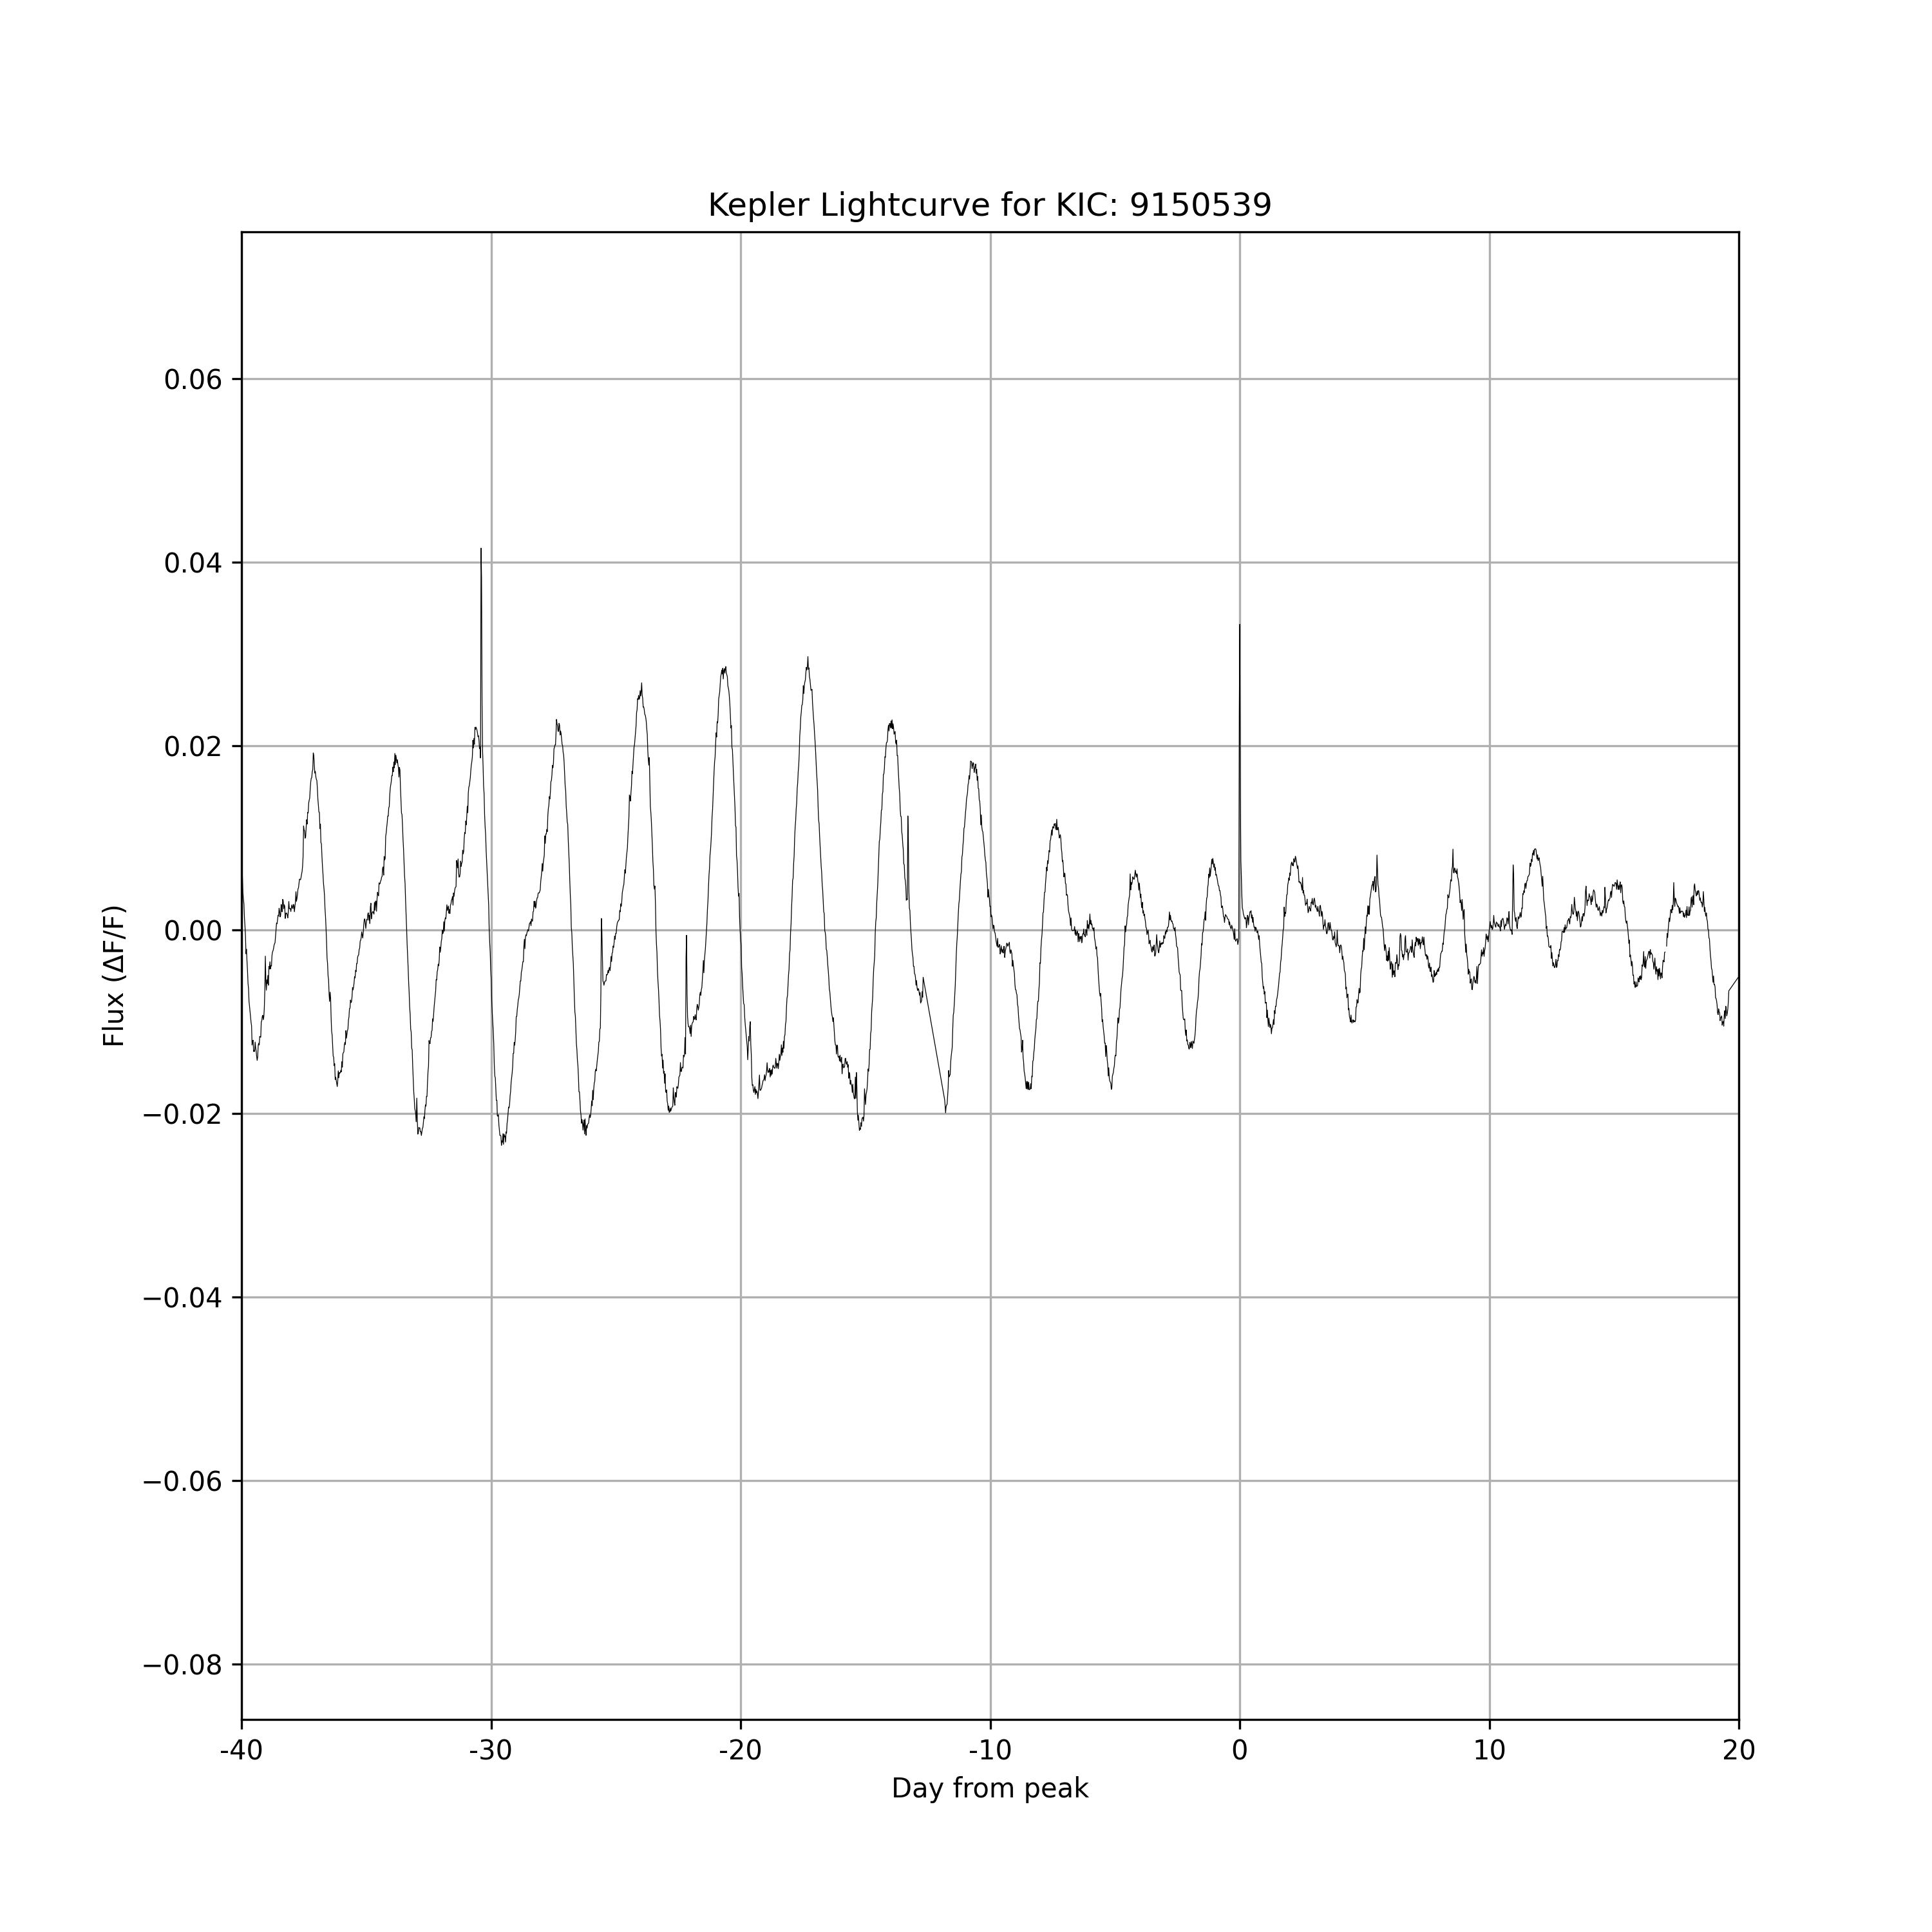 Kepler Lightcurve for KIC: 9150539
Flux (ΔF/F)
0.06
0.04
0.02
0.00
−0.02
−0.04
−0.06
−0.08
-40 -30 -20 -10 0 10 20
Day from peak